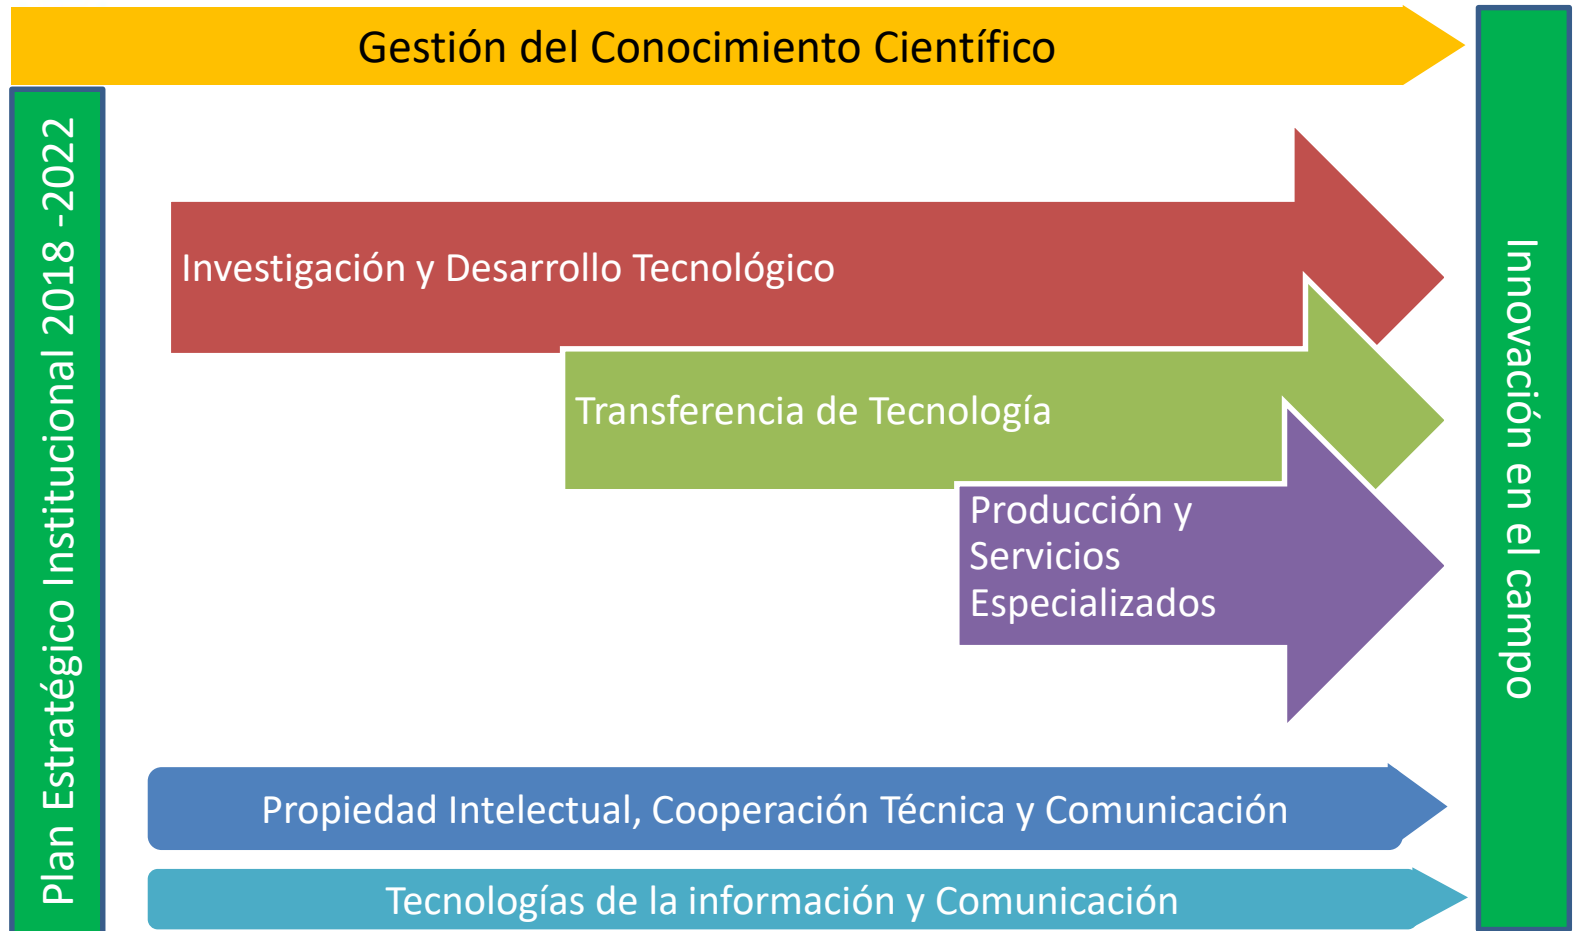 Gestión del Conocimiento Científico
Plan Estratégico Institucional 2018 -2022
Investigación y Desarrollo Tecnológico
Transferencia de Tecnología
Producción y
Servicios
Especializados
Innovación en el campo
Propiedad Intelectual, Cooperación Técnica y Comunicación
Tecnologías de la información y Comunicación